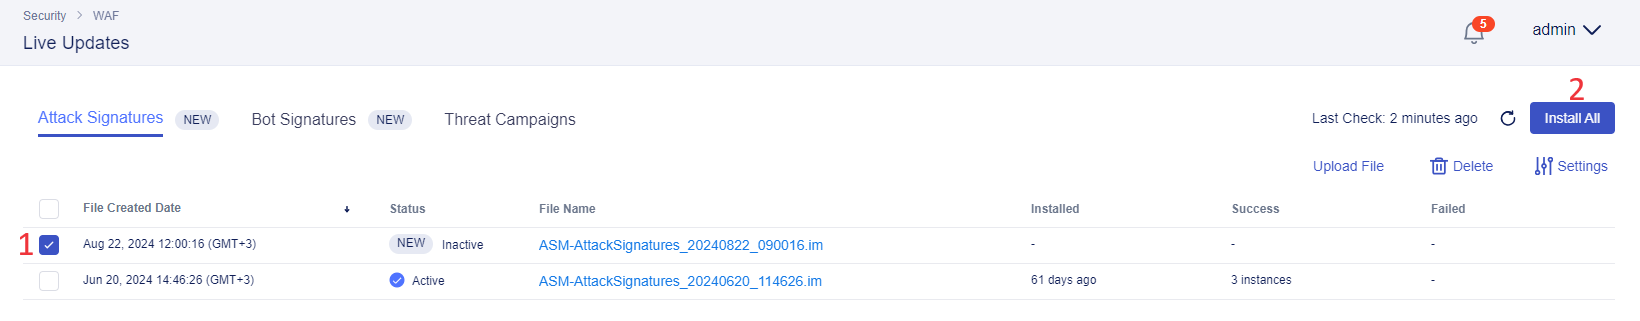 Security > WAF
Live Updates
5
admin
2
Attack Signatures NEW Bot Signatures NEW Threat Campaigns Last Check: 2 minutes ago Install All
Upload File Delete Settings
File Created Date Status File Name Installed Success Failed
1 Aug 22, 2024 12:00:16 (GMT+3) NEW Inactive ASM-AttackSignatures_20240822_090016.im - - -
Jun 20, 2024 14:46:26 (GMT+3) Active ASM-AttackSignatures_20240620_114626.im 61 days ago 3 instances -